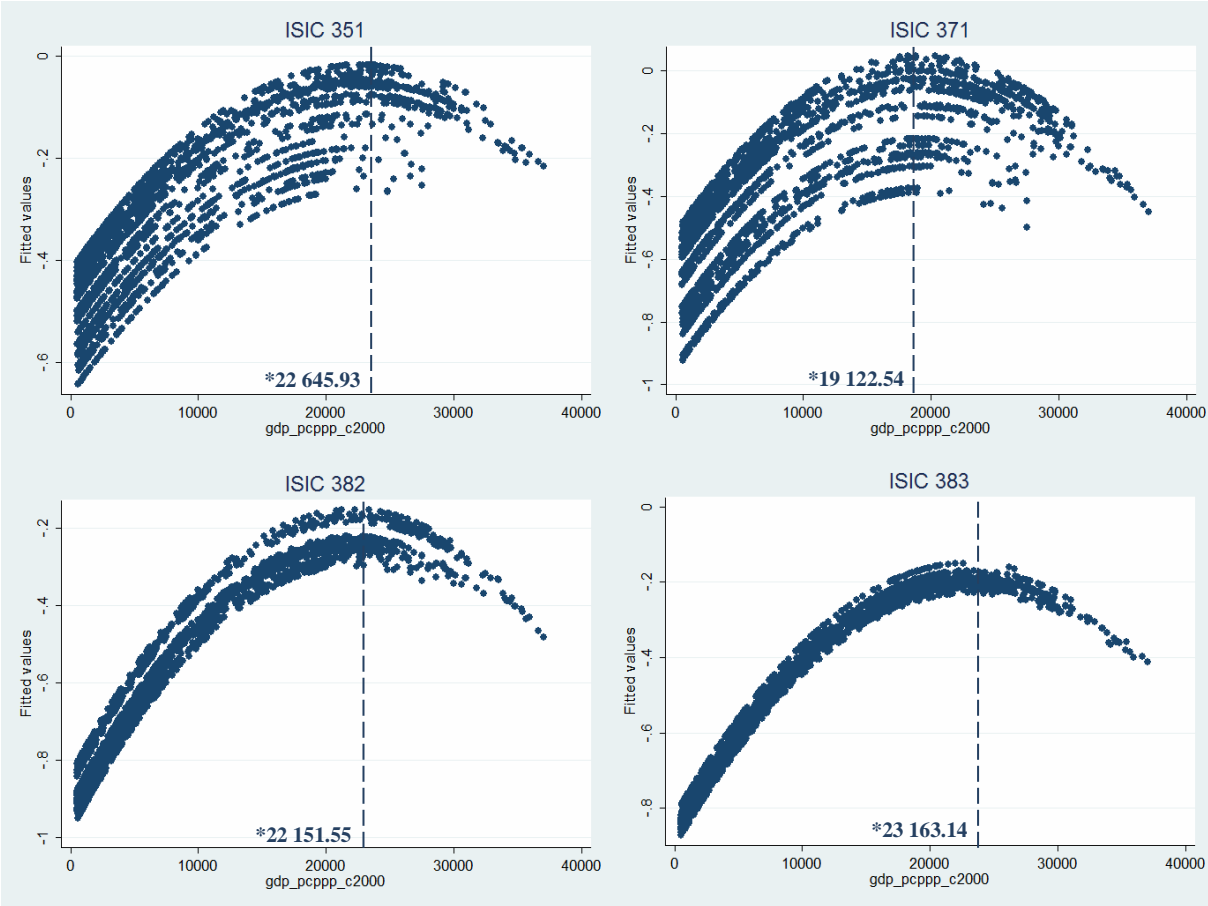 ISIC 351
0
-.2
-.4
-.6
Fitted values
*22 645.93
0 10000 20000 30000 40000
gdp_pcppp_c2000
ISIC 371
0
-.2
-.4
-.6
-.8
-1
Fitted values
*19 122.54
0 10000 20000 30000 40000
gdp_pcppp_c2000
ISIC 382
-.2
-.4
-.6
-.8
-1
Fitted values
*22 151.55
0 10000 20000 30000 40000
gdp_pcppp_c2000
ISIC 383
0
-.2
-.4
-.6
-.8
Fitted values
*23 163.14
0 10000 20000 30000 40000
gdp_pcppp_c2000